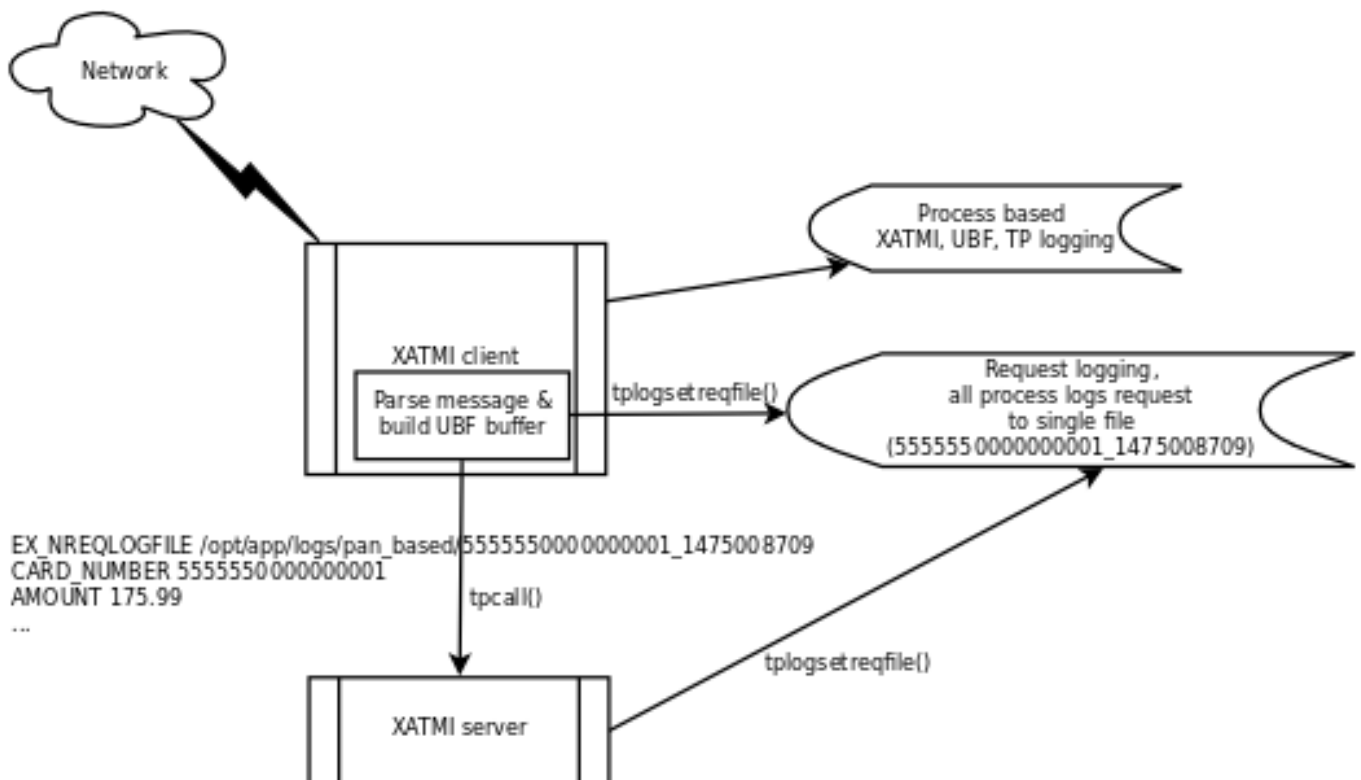 Network
Process based
XATMI, UBF, TP logging
XATMI client
Parse message &
build UBF buffer
tplogsetreqfile()
Request logging,
all process logs request
to single file
(5555550000000001_1475008709)
EX_NREQLOGFILE /opt/app/logs/pan_based/5555550000000001_1475008709
CARD_NUMBER 5555550000000001
AMOUNT 175.99
...
tpcall()
tplogsetreqfile()
XATMI server